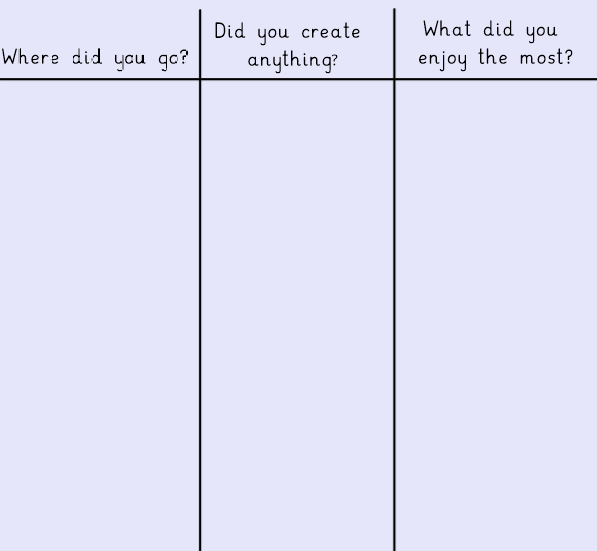 Where did you go?
Did you create
anything?
What did you
enjoy the most?